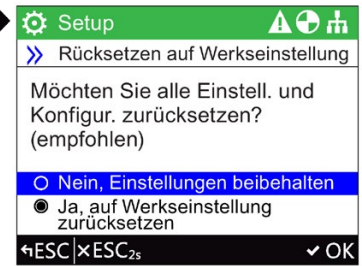 Setup
Rücksetzen auf Werkseinstellung
Möchten Sie alle Einstell. und
Konfigur. zurücksetzen?
(empfohlen)
Nein, Einstellungen beibehalten
Ja, auf Werkseinstellung
zurücksetzen
ESC ESC2s OK